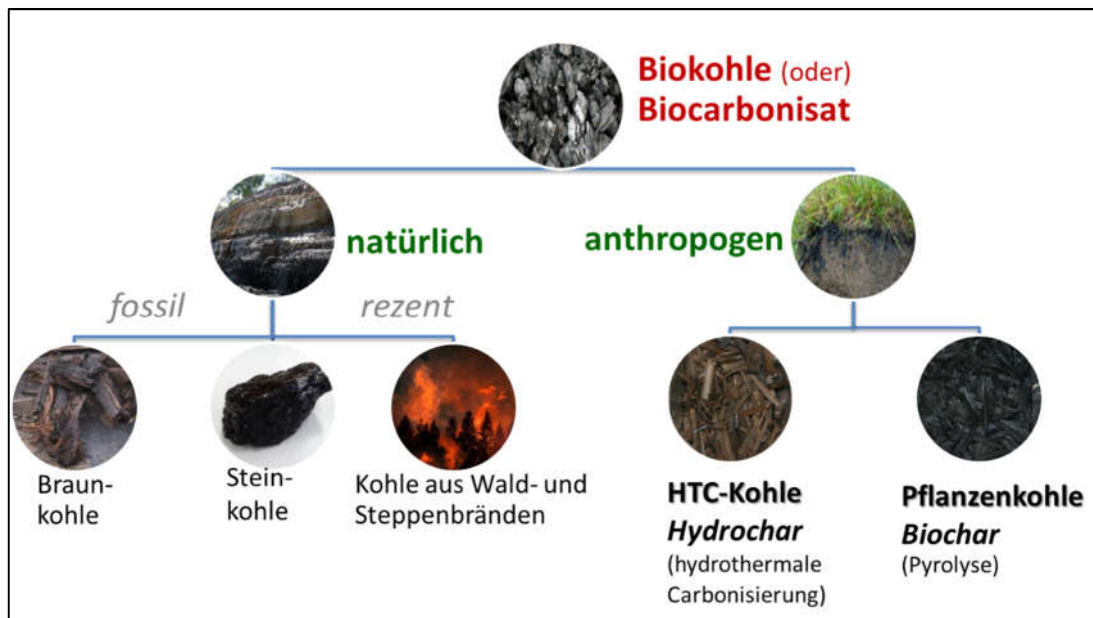 Biokohle (oder)
Biocarbonisat
natürlich
anthropogen
fossil
rezent
Braun-
kohle
Stein-
kohle
Kohle aus Wald- und
Steppenbränden
HTC-Kohle
Hydrochar
(hydrothermale
Carbonisierung)
Pflanzenkohle
Biochar
(Pyrolyse)